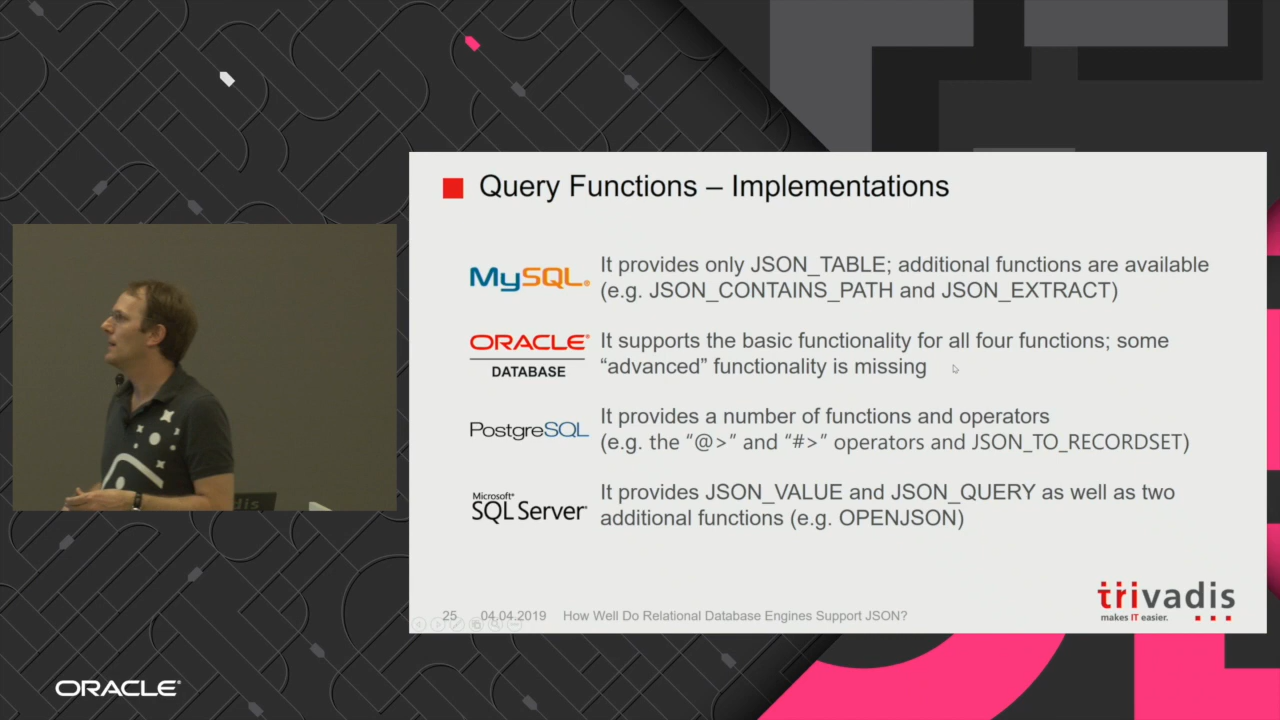 Query Functions – Implementations
MySQL®
It provides only JSON_TABLE; additional functions are available
(e.g. JSON_CONTAINS_PATH and JSON_EXTRACT)
ORACLE®
DATABASE
It supports the basic functionality for all four functions; some
“advanced” functionality is missing
PostgreSQL
It provides a number of functions and operators
(e.g. the “@>” and “#>” operators and JSON_TO_RECORDSET)
Microsoft®
SQL Server®
It provides JSON_VALUE and JSON_QUERY as well as two
additional functions (e.g. OPENJSON)
trivadis
makes IT easier.
25 04.04.2019 How Well Do Relational Database Engines Support JSON?
ORACLE®